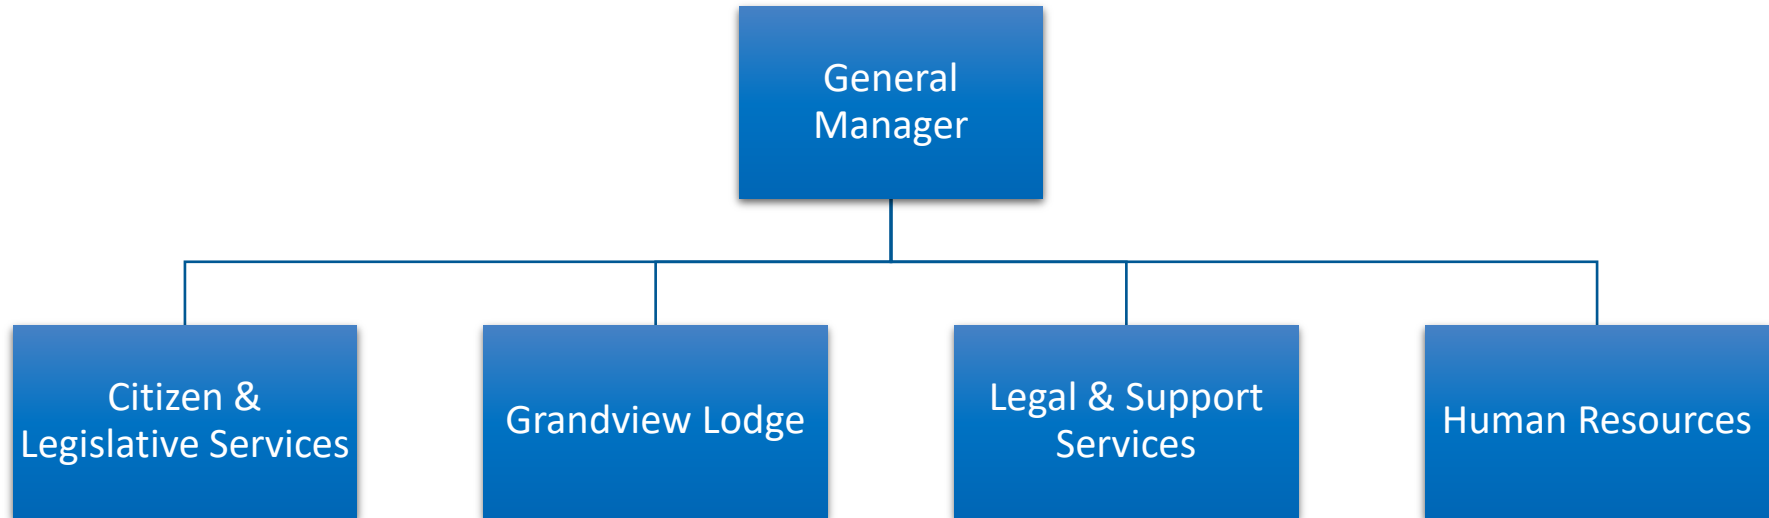 General
Manager
Citizen &
Legislative Services
Grandview Lodge
Legal & Support
Services
Human Resources